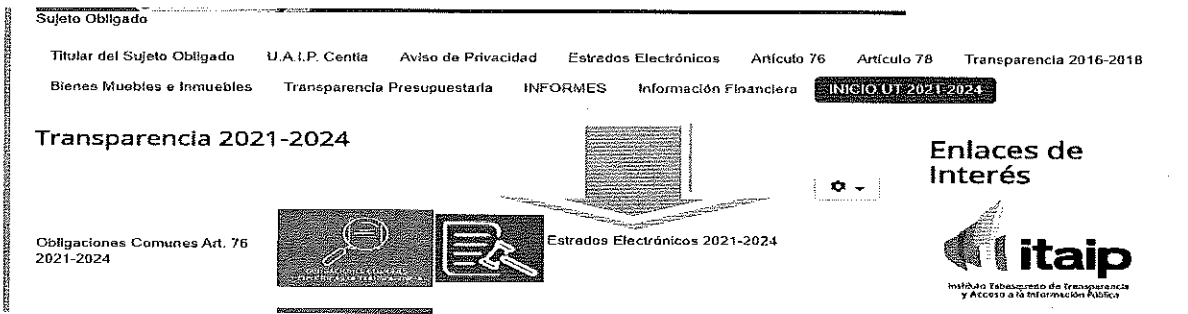 Sujeto Obligado
Titular del Sujeto Obligado U.A.I.P. Centla Aviso de Privacidad Estrados Electrónicos Artículo 76 Artículo 78 Transparencia 2016-2018
Bienes Muebles e Inmuebles Transparencia Presupuestaria INFORMES Información Financiera INICIO UT 2021-2024
Transparencia 2021-2024
Enlaces de
Interés
Obligaciones Comunes Art. 76
2021-2024
OBLIGACIONES COMUNES
Estrados Electrónicos 2021-2024
itaip
Instituto Tabasqueño de Transparencia
y Acceso a la Información Pública